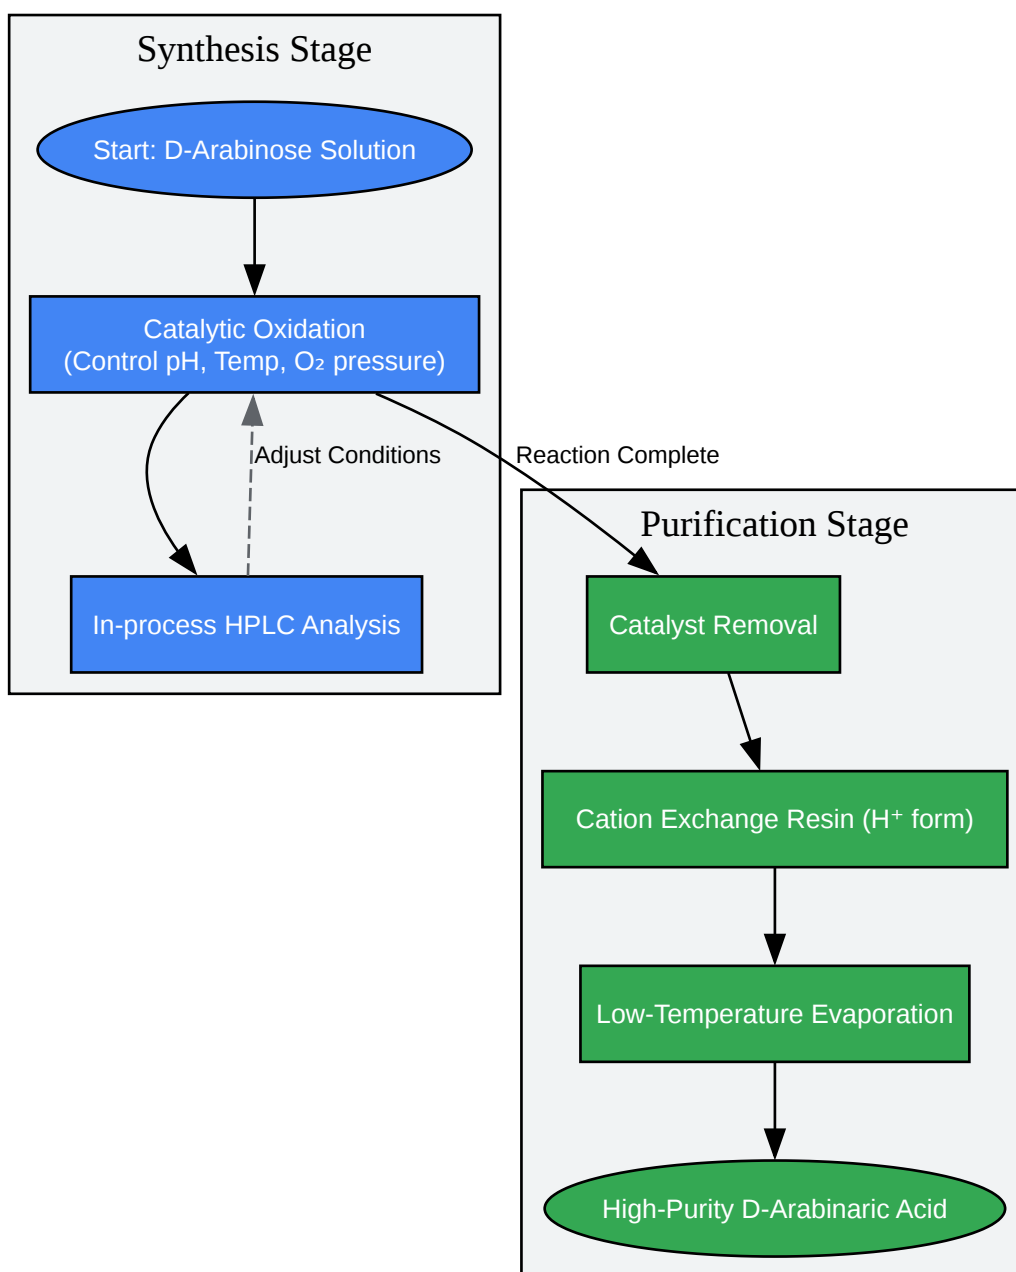 Synthesis Stage
Start: D-Arabinose Solution
Catalytic Oxidation
(Control pH, Temp, O₂ pressure)
Adjust Conditions
Reaction Complete
In-process HPLC Analysis
Purification Stage
Catalyst Removal
Cation Exchange Resin (H⁺ form)
Low-Temperature Evaporation
High-Purity D-Arabinaric Acid